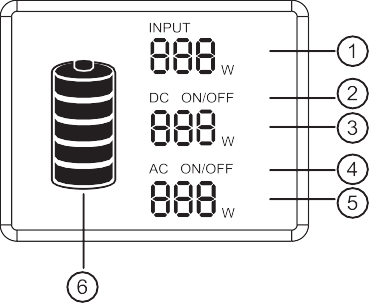 INPUT
888 W
①
DC ON/OFF
②
888 W
③
AC ON/OFF
④
888 W
⑤
⑥